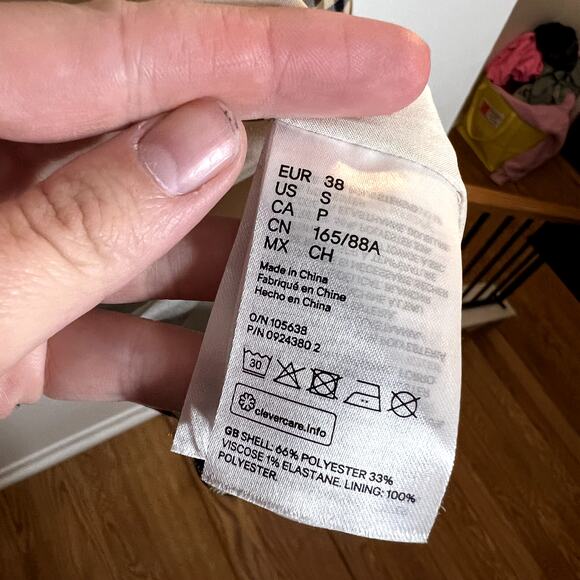 EUR 38
US S
CA P
CN 165/88A
MX CH
Made in China
Fabriqué en Chine
Hecho en China
O/N 105638
P/N 0924380 2
30
clevercare.info
GB SHELL: 66% POLYESTER 33%
VISCOSE 1% ELASTANE. LINING: 100%
POLYESTER.